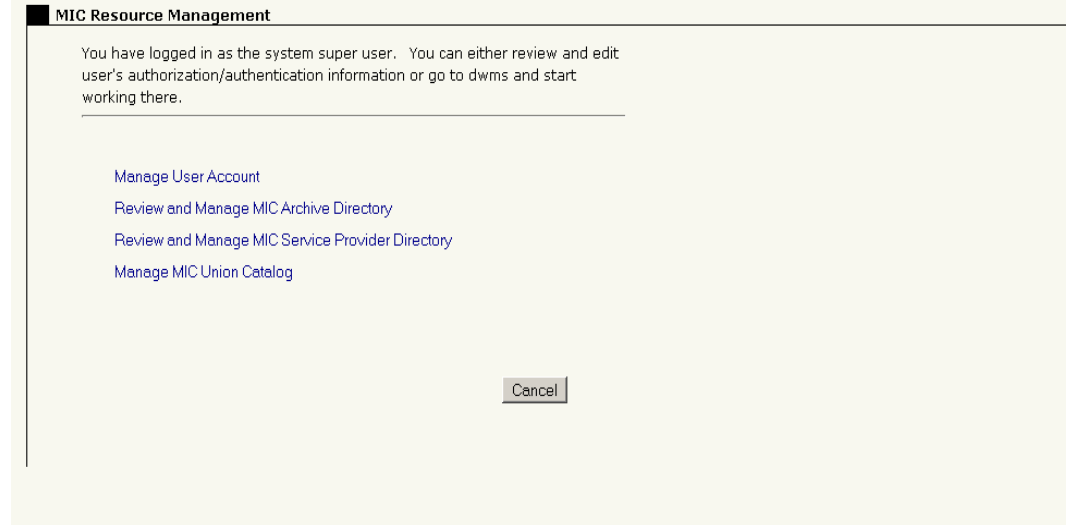 MIC Resource Management
You have logged in as the system super user. You can either review and edit
user's authorization/authentication information or go to dwms and start
working there.
Manage User Account
Review and Manage MIC Archive Directory
Review and Manage MIC Service Provider Directory
Manage MIC Union Catalog
Cancel